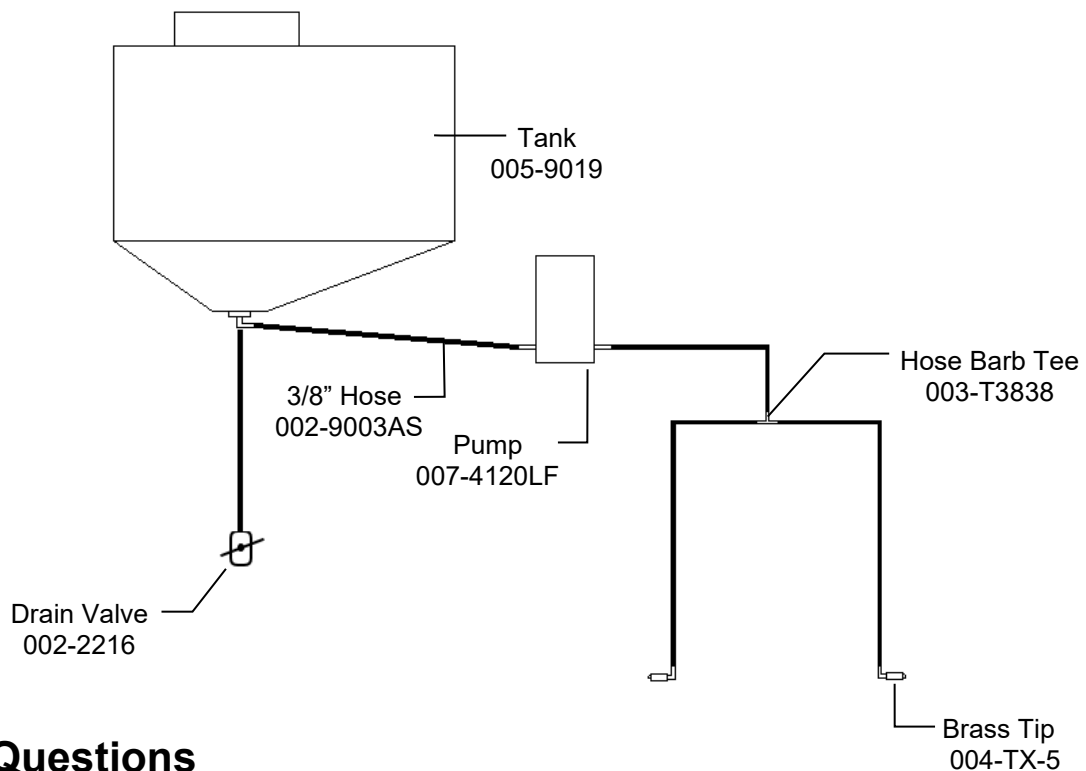 Tank
005-9019
Hose Barb Tee
003-T3838
3/8” Hose
002-9003AS
Pump
007-4120LF
Drain Valve
002-2216
Brass Tip
004-TX-5
Questions